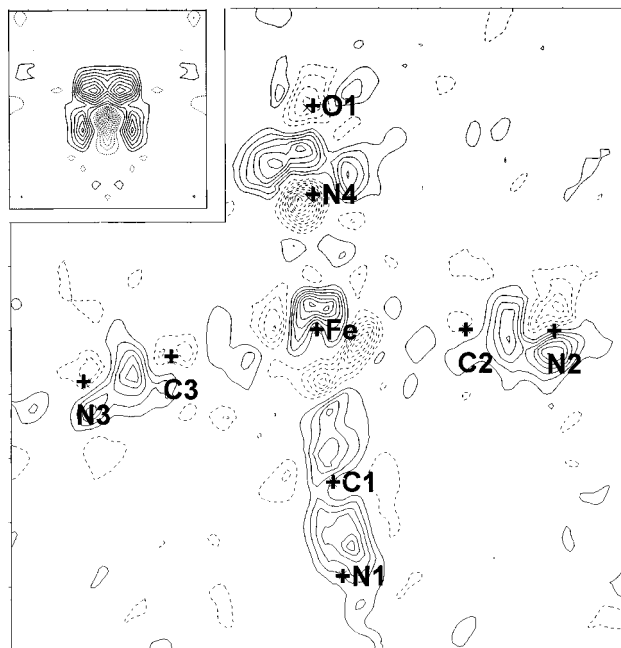 +O1
+N4
+Fe
+ C2
+ N2
+ N3
+ C3
+C1
+N1